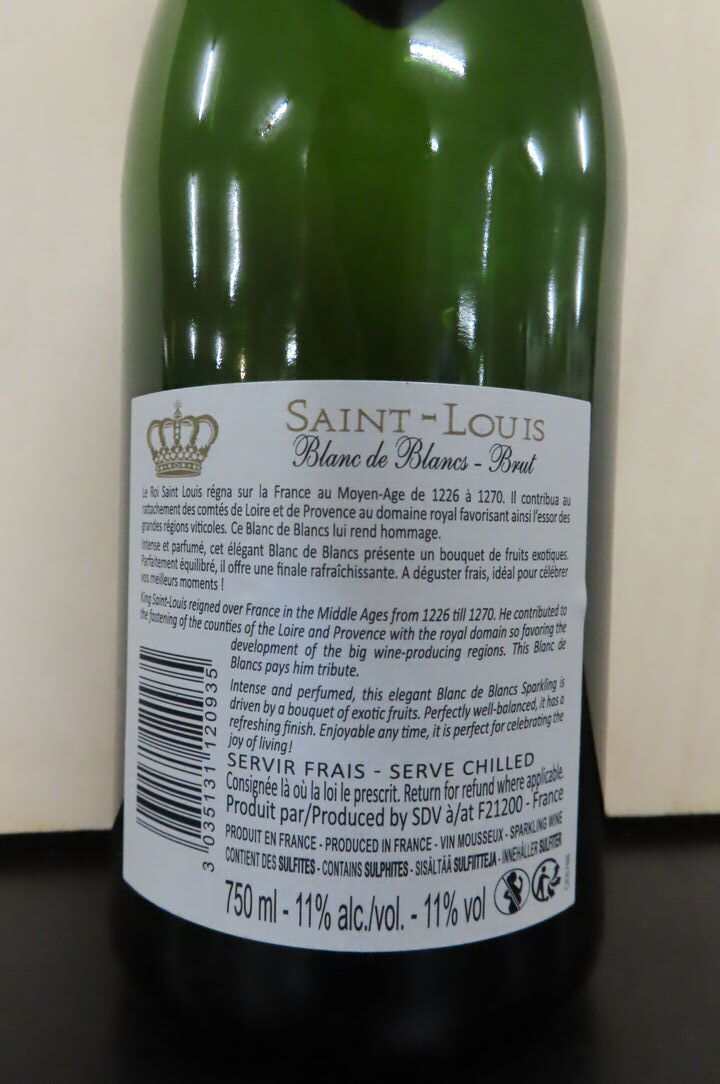 SAINT-LOUIS
Blanc de Blancs - Brut
Le Roi Saint Louis régna sur la France au Moyen-Age de 1226 à 1270. Il contribua au
rattachement des comtés de Loire et de Provence au domaine royal favorisant ainsi l'essor des
grandes régions viticoles. Ce Blanc de Blancs lui rend hommage.
Intense et parfumé, cet élégant Blanc de Blancs présente un bouquet de fruits exotiques.
Parfaitement équilibré, il offre une finale rafraîchissante. A déguster frais, idéal pour célébrer
vos meilleurs moments !
King Saint-Louis reigned over France in the Middle Ages from 1226 till 1270. He contributed to
the fastening of the counties of the Loire and Provence with the royal domain so favoring the
development of the big wine-producing regions. This Blanc de
Blancs pays him tribute.
Intense and perfumed, this elegant Blanc de Blancs Sparkling is
driven by a bouquet of exotic fruits. Perfectly well-balanced, it has a
refreshing finish. Enjoyable any time, it is perfect for celebrating the
joy of living!
SERVIR FRAIS - SERVE CHILLED
Consignée là où la loi le prescrit. Return for refund where applicable.
Produit par/Produced by SDV à/at F21200 - France
PRODUIT EN FRANCE - PRODUCED IN FRANCE - VIN MOUSSEUX - SPARKLING WINE
CONTIENT DES SULFITES - CONTAINS SULPHITES - SISÄLTÄÄ SULFIITTEJA - INNEHÅLLER SULFITER
750 ml - 11% alc./vol. - 11% vol
3 035131 120935